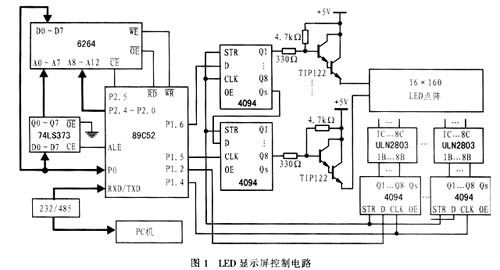 +5V
D0~D7
WE
6264
OE
A0~A7 A8~A12
CE
RD WR
P2.5
P2.4~P2.0
Q0~Q7 OE
74LS373
D0~D7 CE
ALE
89C52
P1.6
P1.5
P1.2
P1.4
P0
RXD/TXD
232/485
PC机
STR Q1
D
CLK Q8
OE Qs
4094
4.7kΩ
330Ω
TIP122
+5V
STR Q1
D
CLK Q8
OE Qs
4094
4.7kΩ
330Ω
TIP122
16×160
LED点阵
1C...8C
ULN2803
1B...8B
1C...8C
ULN2803
1B...8B
Q1...Q8 Qs
4094
STR D CLK OE
Q1...Q8 Qs
4094
STR D CLK OE
图 1 LED 显示屏控制电路